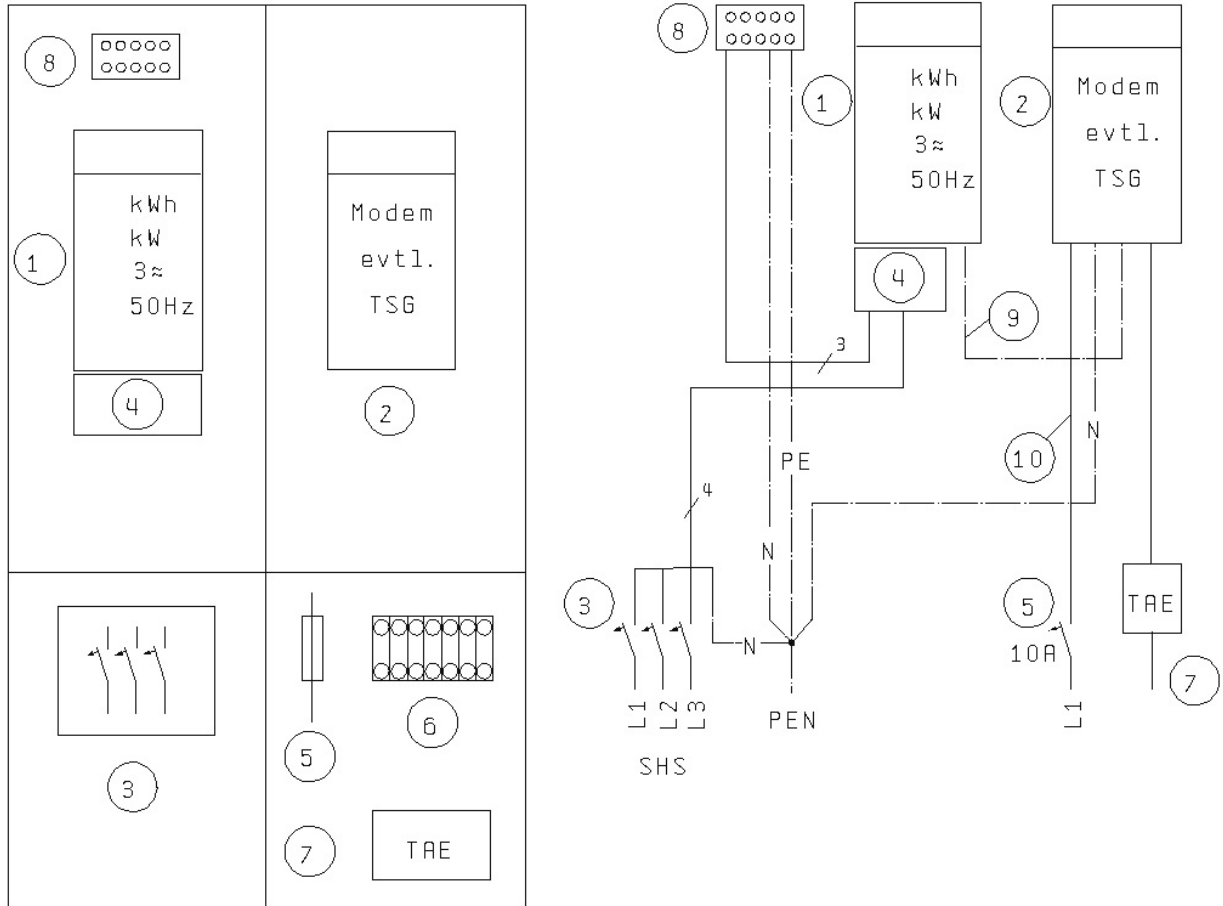 8
kWh
kW
3≈
50Hz
1
4
Modem
evtl.
TSG
2
3
5
6
7
TAE
8
1
kWh
kW
3≈
50Hz
2
Modem
evtl.
TSG
4
9
3
10
N
PE
4
N
3
N
5
10A
TAE
7
L1
L2
L3
PEN
L1
SHS